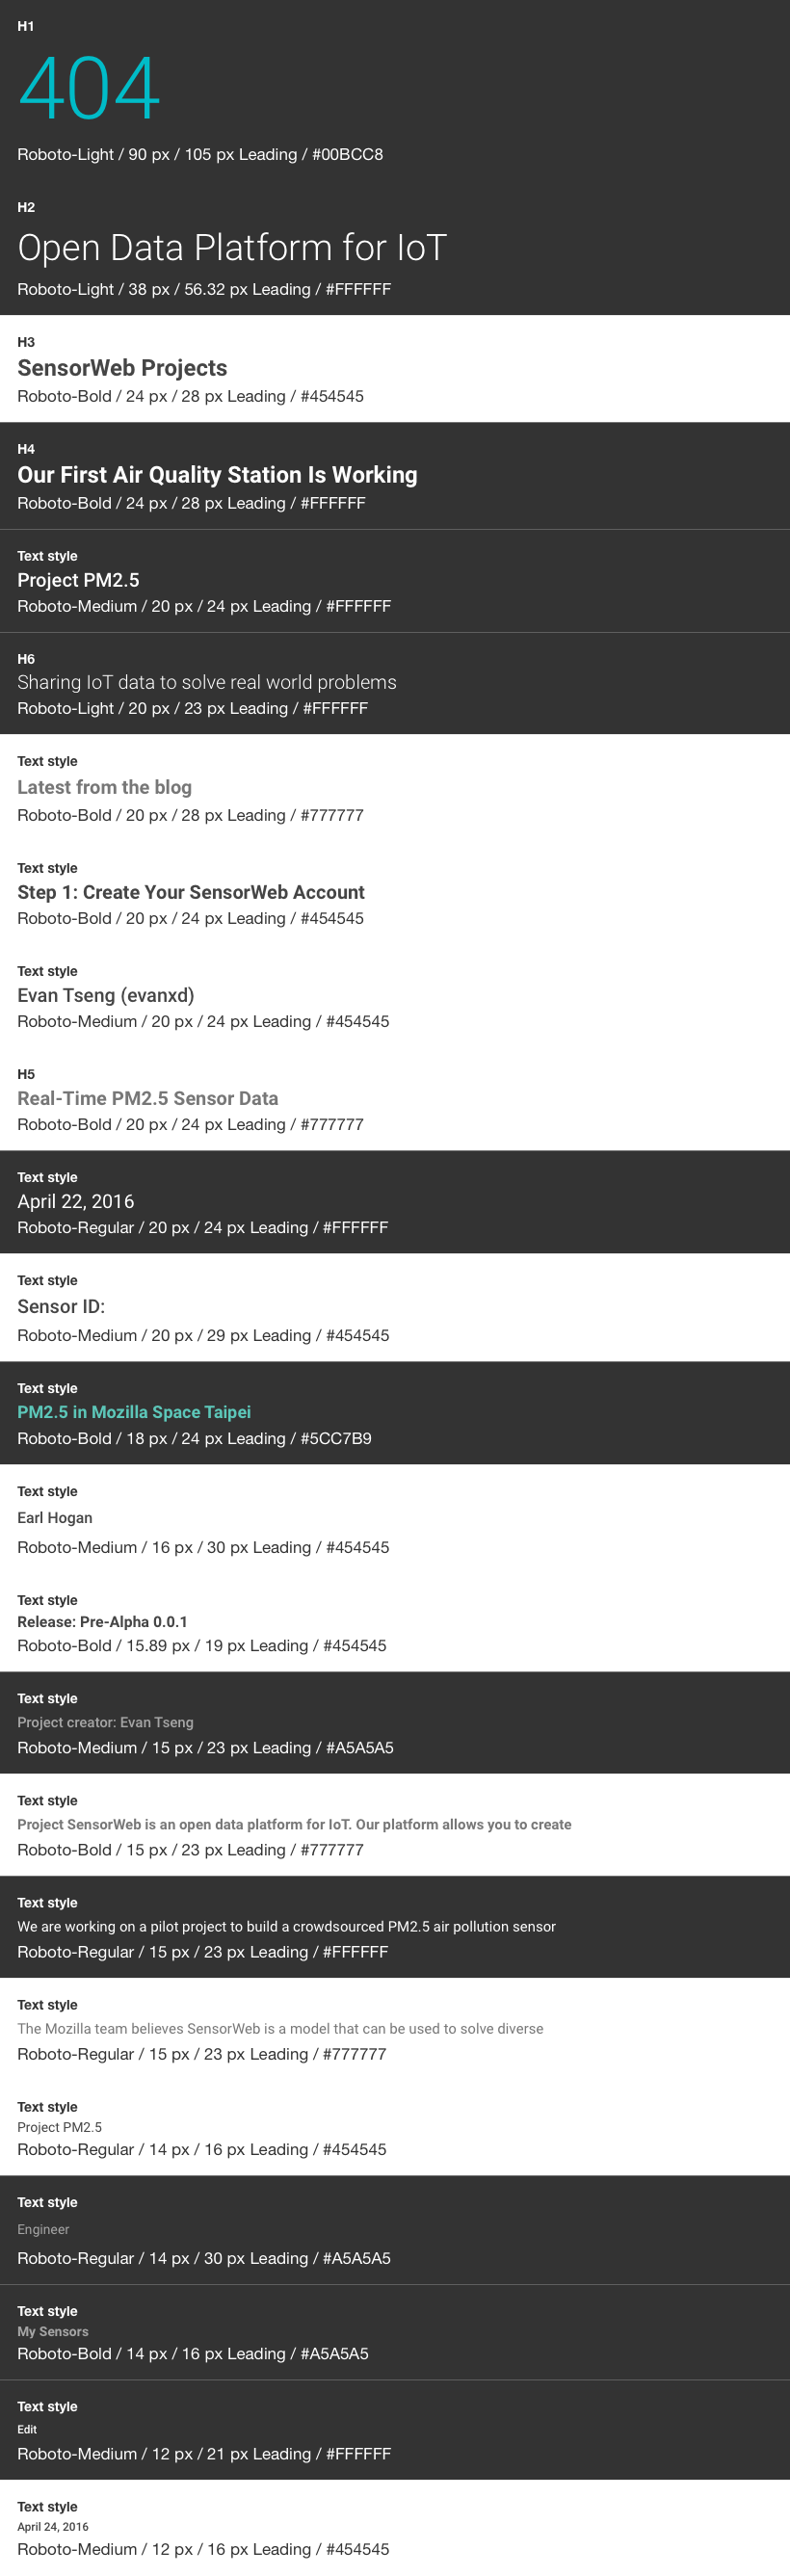 H1
404
Roboto-Light / 90 px / 105 px Leading / #00BCC8
H2
Open Data Platform for IoT
Roboto-Light / 38 px / 56.32 px Leading / #FFFFFF
H3
SensorWeb Projects
Roboto-Bold / 24 px / 28 px Leading / #454545
H4
Our First Air Quality Station Is Working
Roboto-Bold / 24 px / 28 px Leading / #FFFFFF
Text style
Project PM2.5
Roboto-Medium / 20 px / 24 px Leading / #FFFFFF
H6
Sharing IoT data to solve real world problems
Roboto-Light / 20 px / 23 px Leading / #FFFFFF
Text style
Latest from the blog
Roboto-Bold / 20 px / 28 px Leading / #777777
Text style
Step 1: Create Your SensorWeb Account
Roboto-Bold / 20 px / 24 px Leading / #454545
Text style
Evan Tseng (evanxd)
Roboto-Medium / 20 px / 24 px Leading / #454545
H5
Real-Time PM2.5 Sensor Data
Roboto-Bold / 20 px / 24 px Leading / #777777
Text style
April 22, 2016
Roboto-Regular / 20 px / 24 px Leading / #FFFFFF
Text style
Sensor ID:
Roboto-Medium / 20 px / 29 px Leading / #454545
Text style
PM2.5 in Mozilla Space Taipei
Roboto-Bold / 18 px / 24 px Leading / #5CC7B9
Text style
Earl Hogan
Roboto-Medium / 16 px / 30 px Leading / #454545
Text style
Release: Pre-Alpha 0.0.1
Roboto-Bold / 15.89 px / 19 px Leading / #454545
Text style
Project creator: Evan Tseng
Roboto-Medium / 15 px / 23 px Leading / #A5A5A5
Text style
Project SensorWeb is an open data platform for IoT. Our platform allows you to create
Roboto-Bold / 15 px / 23 px Leading / #777777
Text style
We are working on a pilot project to build a crowdsourced PM2.5 air pollution sensor
Roboto-Regular / 15 px / 23 px Leading / #FFFFFF
Text style
The Mozilla team believes SensorWeb is a model that can be used to solve diverse
Roboto-Regular / 15 px / 23 px Leading / #777777
Text style
Project PM2.5
Roboto-Regular / 14 px / 16 px Leading / #454545
Text style
Engineer
Roboto-Regular / 14 px / 30 px Leading / #A5A5A5
Text style
My Sensors
Roboto-Bold / 14 px / 16 px Leading / #A5A5A5
Text style
Edit
Roboto-Medium / 12 px / 21 px Leading / #FFFFFF
Text style
April 24, 2016
Roboto-Medium / 12 px / 16 px Leading / #454545